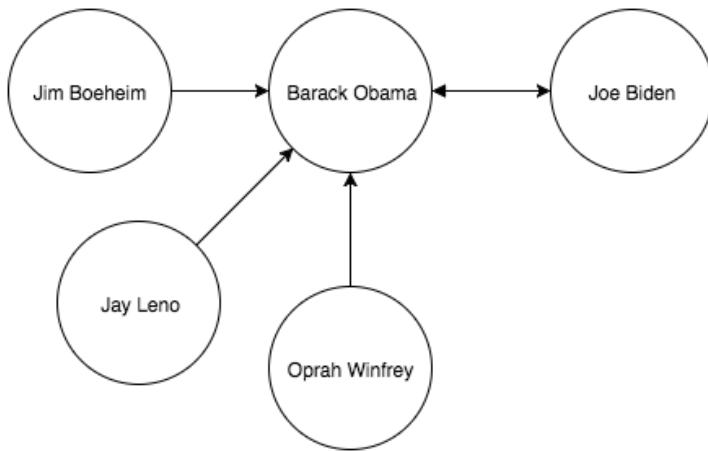 Jim Boeheim
Barack Obama
Joe Biden
Jay Leno
Oprah Winfrey